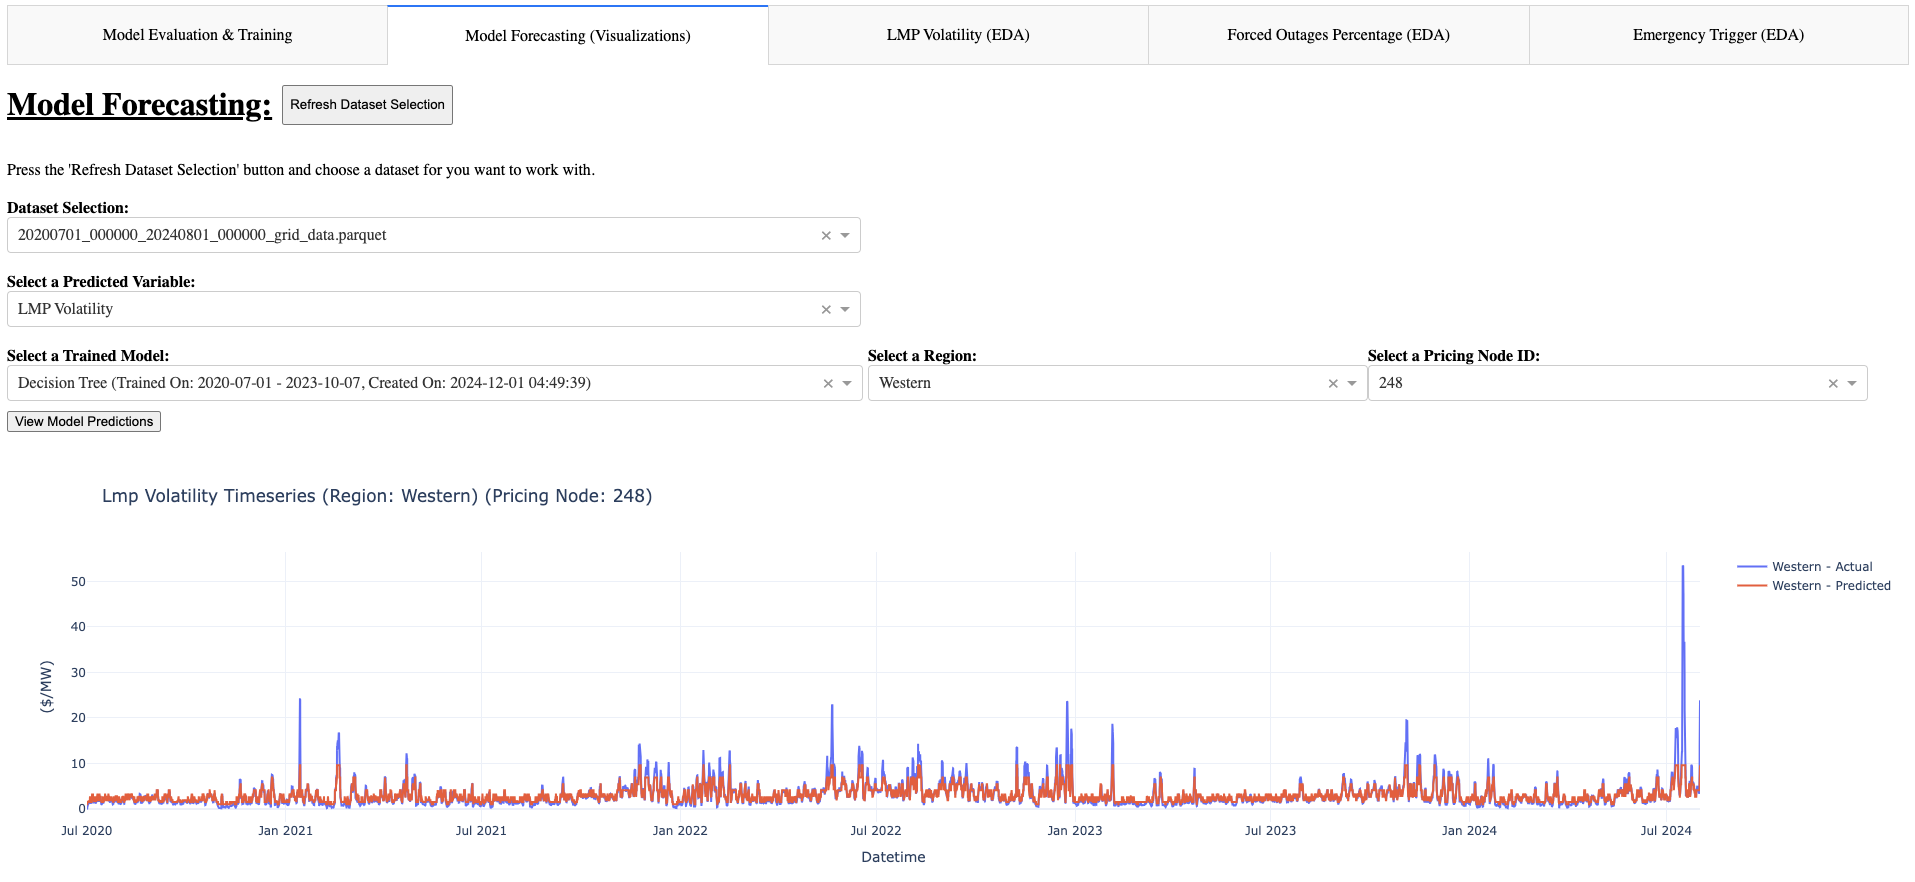 Model Evaluation & Training
Model Forecasting (Visualizations)
LMP Volatility (EDA)
Forced Outages Percentage (EDA)
Emergency Trigger (EDA)
Model Forecasting:
Refresh Dataset Selection
Press the 'Refresh Dataset Selection' button and choose a dataset for you want to work with.
Dataset Selection:
20200701_000000_20240801_000000_grid_data.parquet
Select a Predicted Variable:
LMP Volatility
Select a Trained Model:
Select a Region:
Select a Pricing Node ID:
Decision Tree (Trained On: 2020-07-01 - 2023-10-07, Created On: 2024-12-01 04:49:39)
Western
248
View Model Predictions
Lmp Volatility Timeseries (Region: Western) (Pricing Node: 248)
Western - Actual
Western - Predicted
50
40
30
20
10
0
($/MW)
Jul 2020
Jan 2021
Jul 2021
Jan 2022
Jul 2022
Jan 2023
Jul 2023
Jan 2024
Jul 2024
Datetime